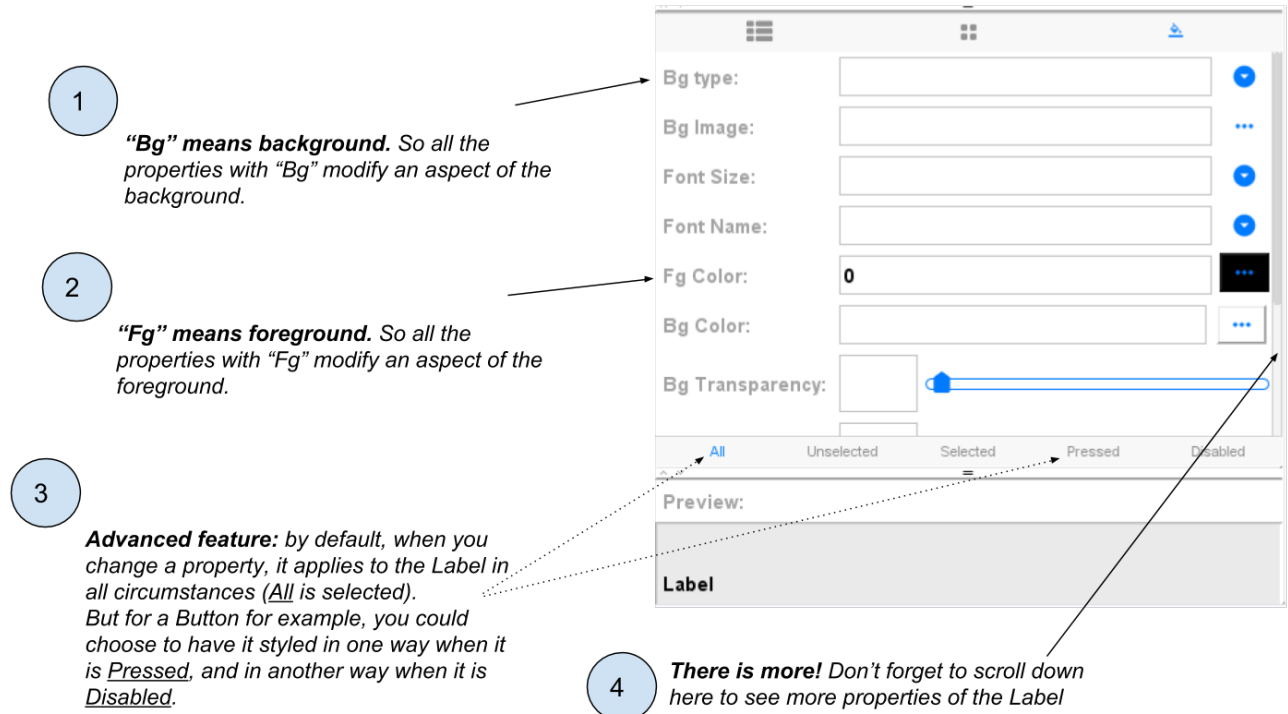 1
“Bg” means background. So all the
properties with “Bg” modify an aspect of the
background.
2
“Fg” means foreground. So all the
properties with “Fg” modify an aspect of the
foreground.
3
Advanced feature: by default, when you
change a property, it applies to the Label in
all circumstances (All is selected).
But for a Button for example, you could
choose to have it styled in one way when it
is Pressed, and in another way when it is
Disabled.
Bg type:
Bg Image:
Font Size:
Font Name:
Fg Color: 0
Bg Color:
Bg Transparency:
All Unselected Selected Pressed Disabled
Preview:
Label
4
There is more! Don’t forget to scroll down
here to see more properties of the Label